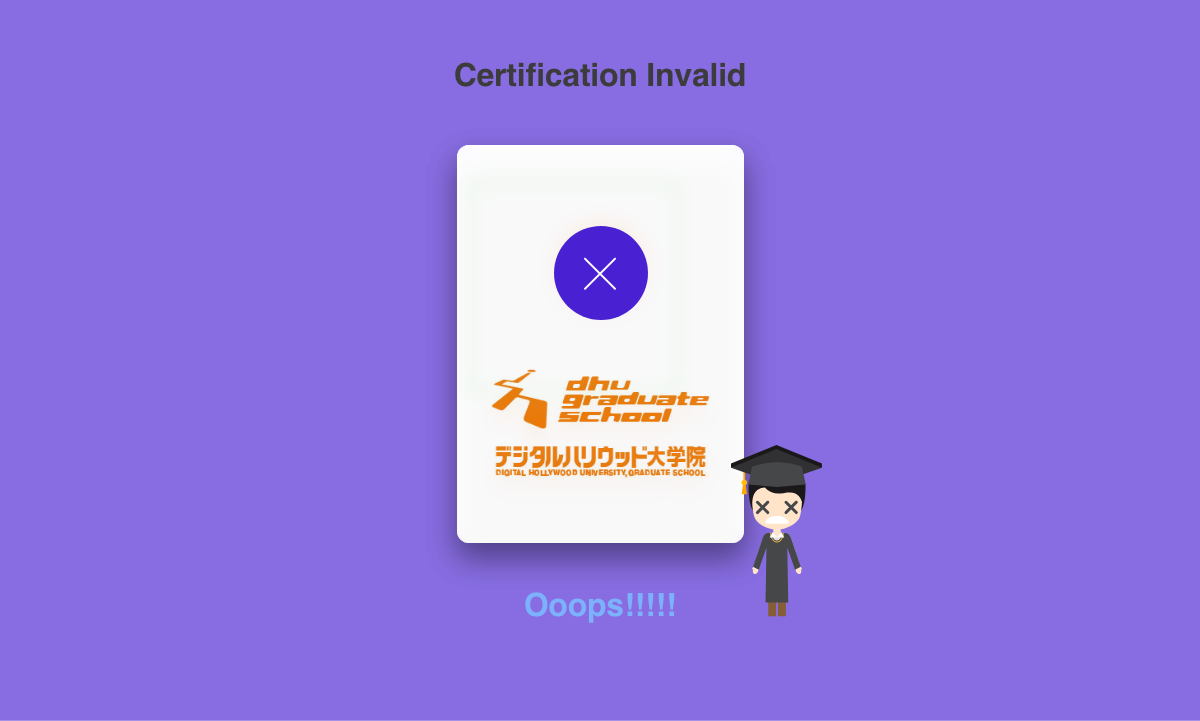 Certification Invalid
dhu
graduate
school
デジタルハリウッド大学院
DIGITAL HOLLYWOOD UNIVERSITY, GRADUATE SCHOOL
Ooops!!!!!